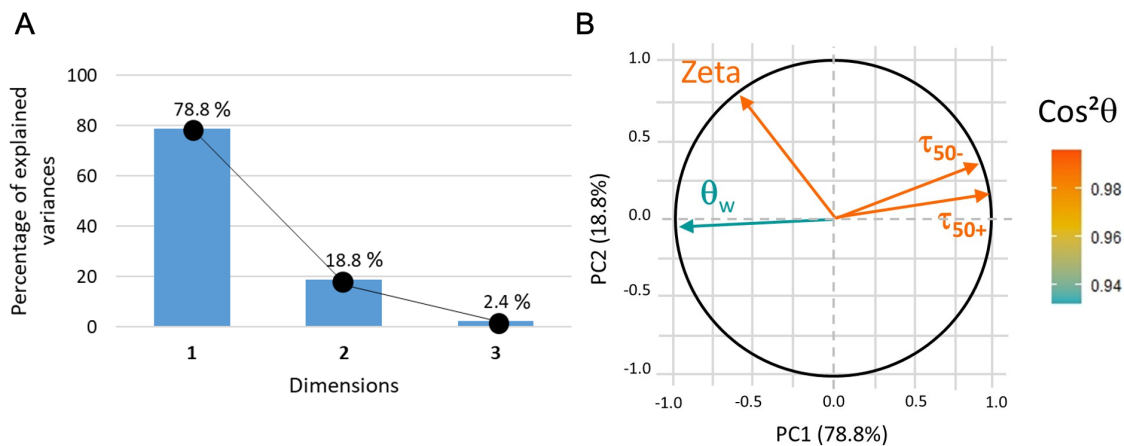 A
Percentage of explained
variances
100
80
60
40
20
0
78.8 %
18.8 %
2.4 %
1
2
3
Dimensions
B
PC2 (18.8%)
1.0
0.5
0.0
-0.5
-1.0
Zeta
τ50-
θw
τ50+
-1.0
-0.5
0.0
0.5
1.0
PC1 (78.8%)
Cos²θ
0.98
0.96
0.94